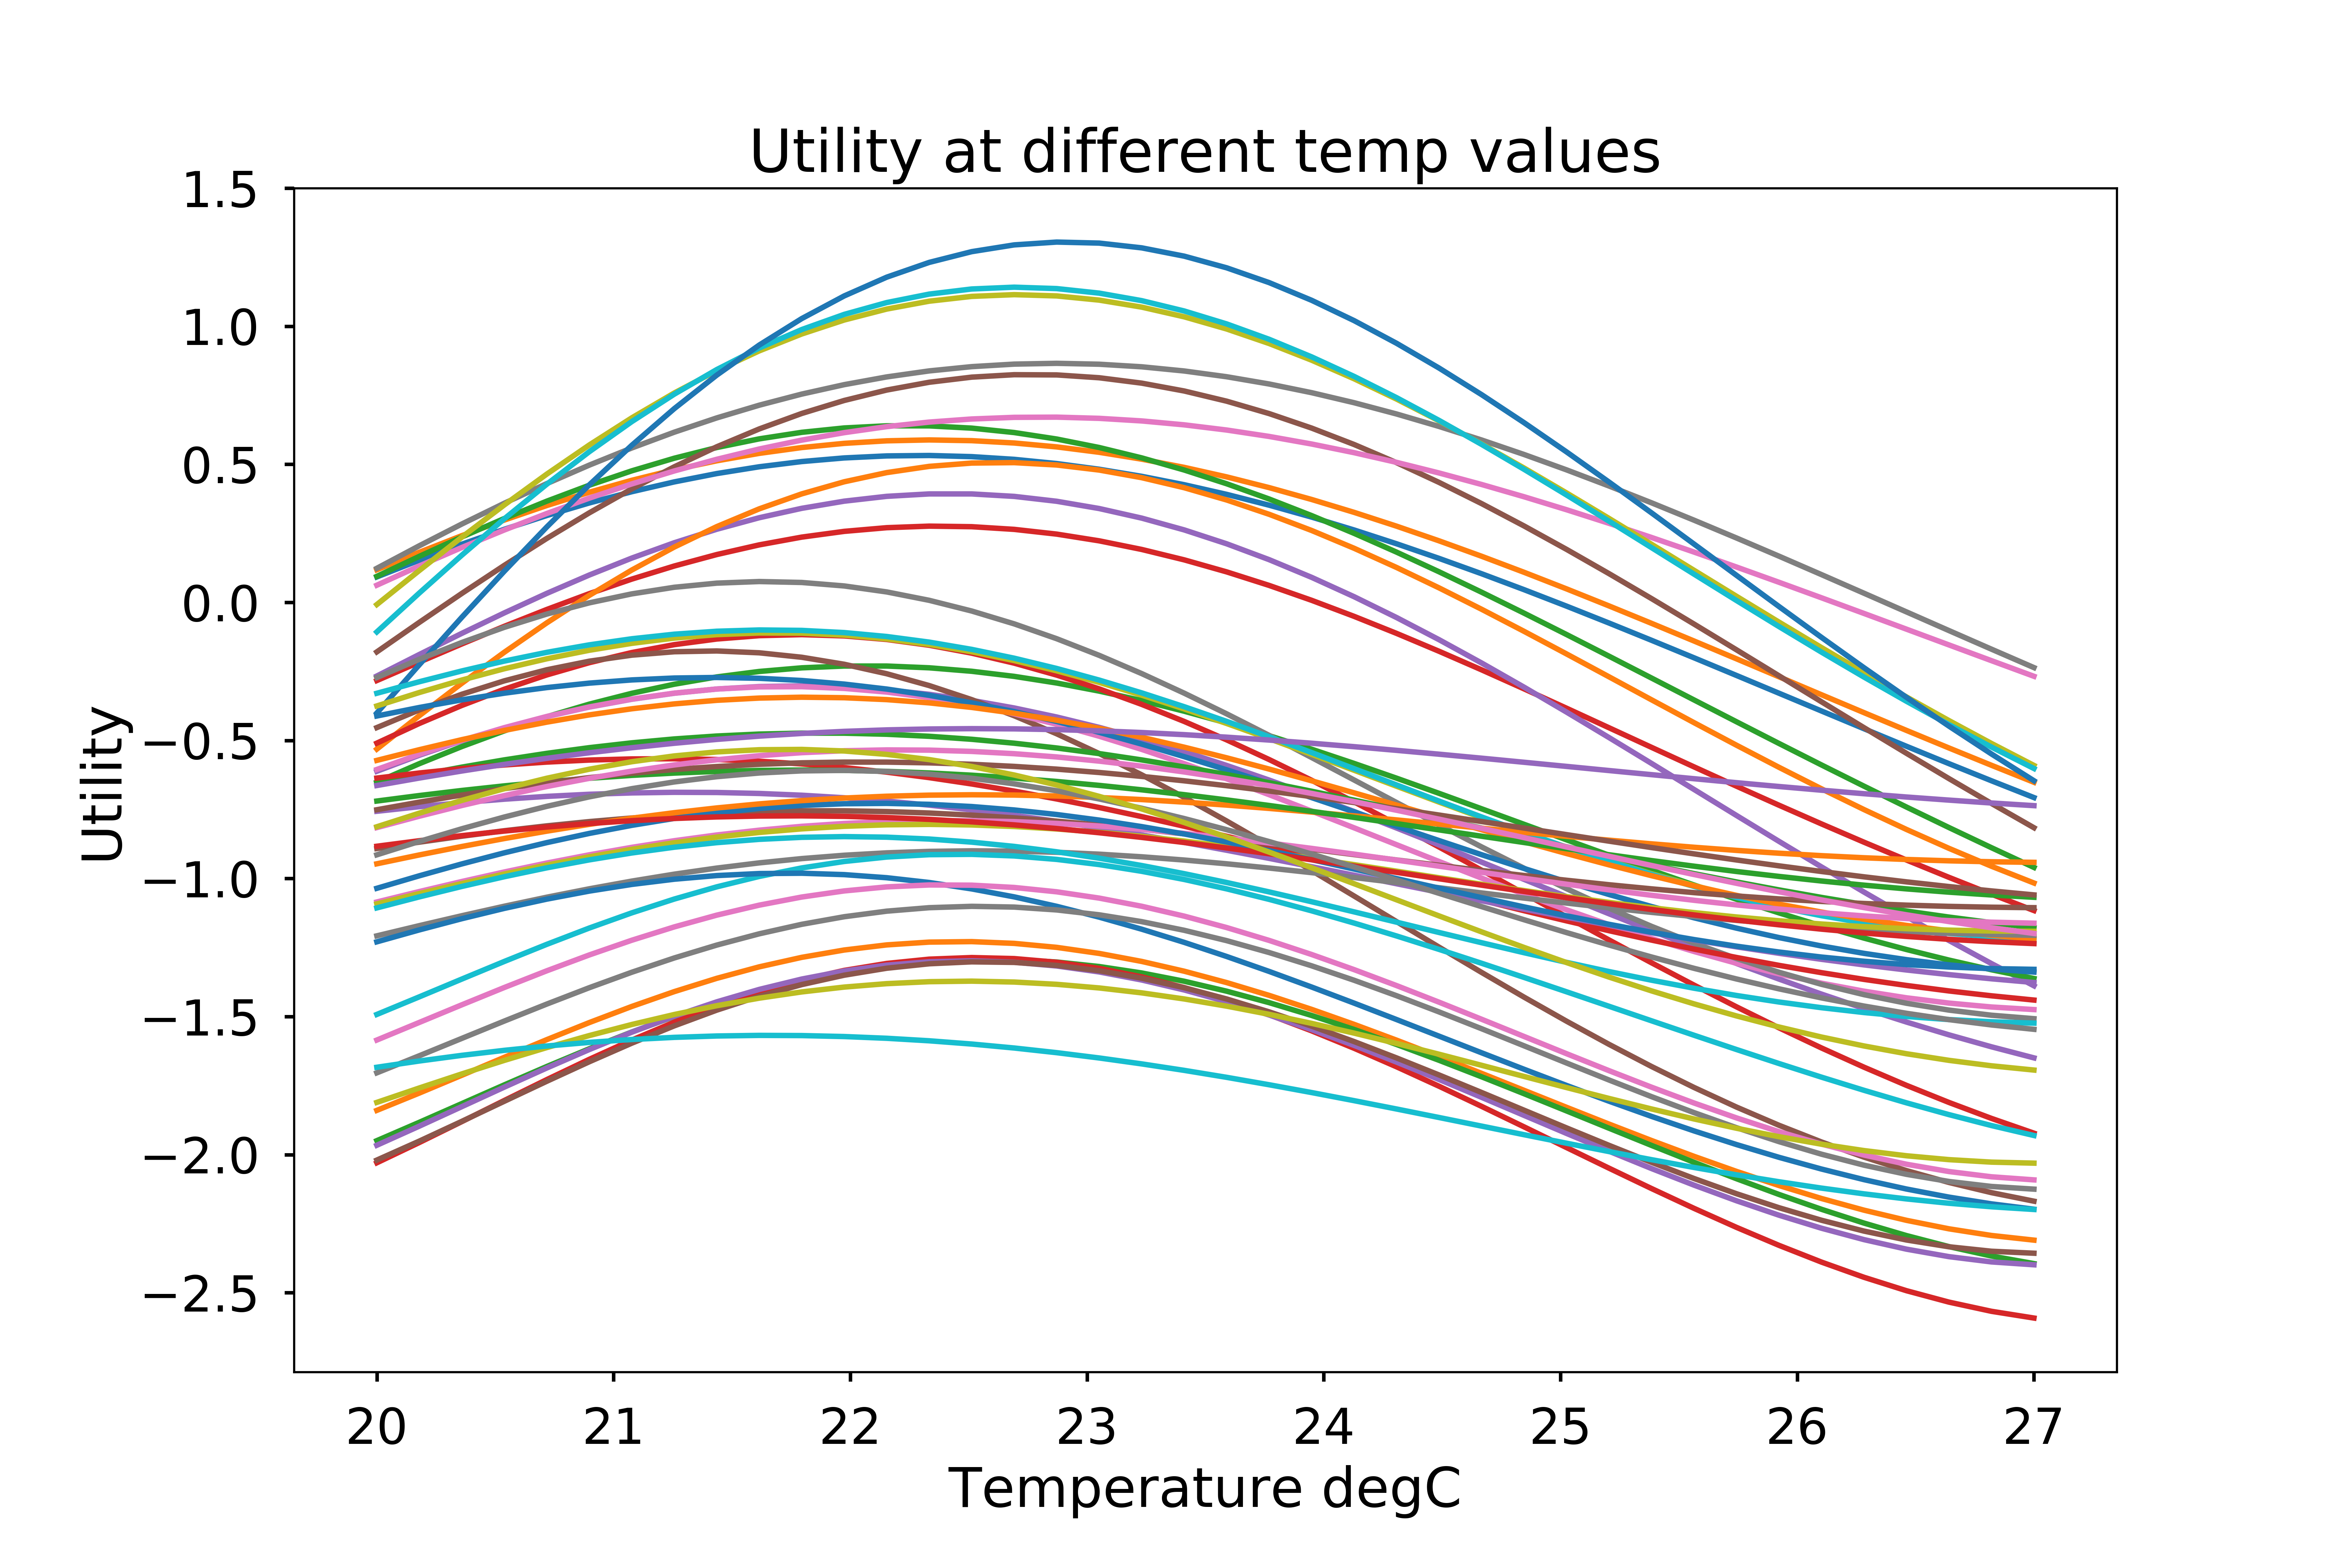 Utility at different temp values
1.5
1.0
0.5
0.0
−0.5
−1.0
−1.5
−2.0
−2.5
Utility
20 21 22 23 24 25 26 27
Temperature degC